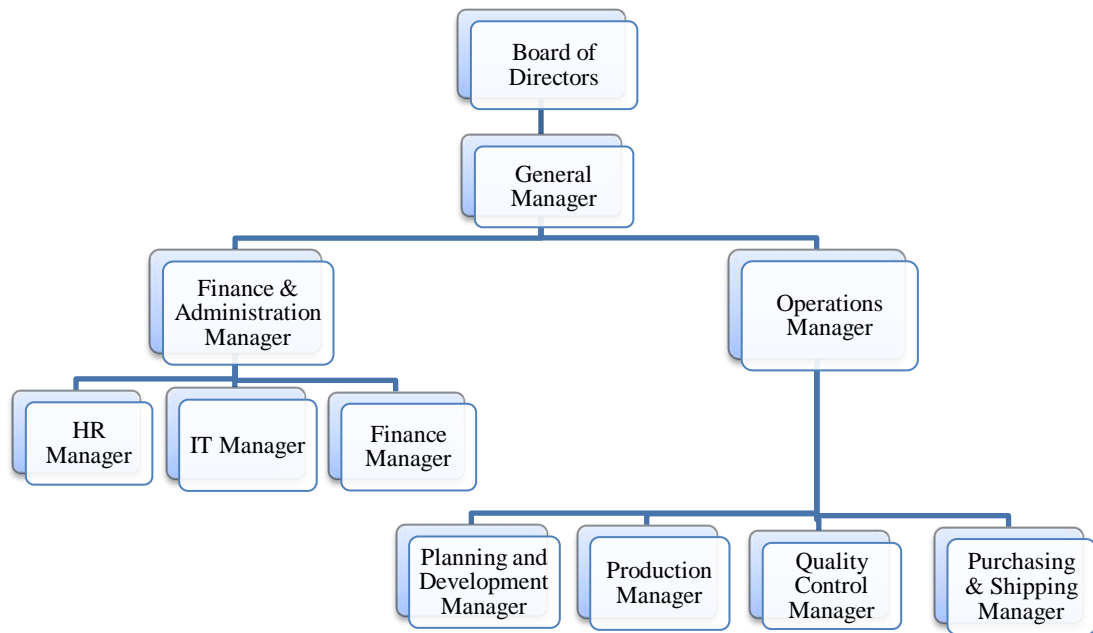 Board of
Directors
General
Manager
Finance &
Administration
Manager
Operations
Manager
HR
Manager
IT Manager
Finance
Manager
Planning and
Development
Manager
Production
Manager
Quality
Control
Manager
Purchasing
& Shipping
Manager